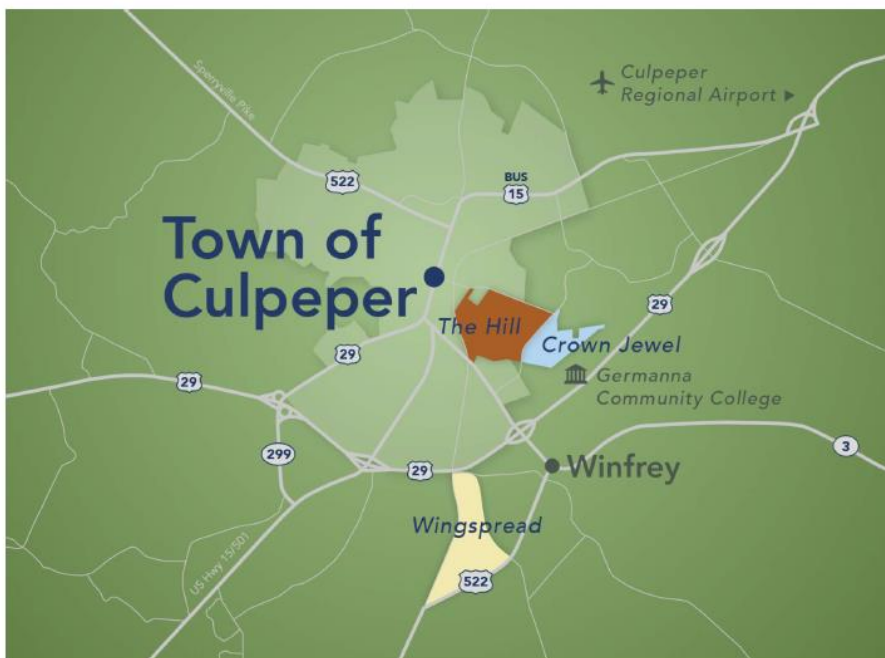 Culpeper
Regional Airport
Sperryville Pike
BUS
15
522
Town of
Culpeper
The Hill
29
Crown Jewel
29
29
Germanna
Community College
299
29
3
Winfrey
Wingspread
522
US Hwy 15/501